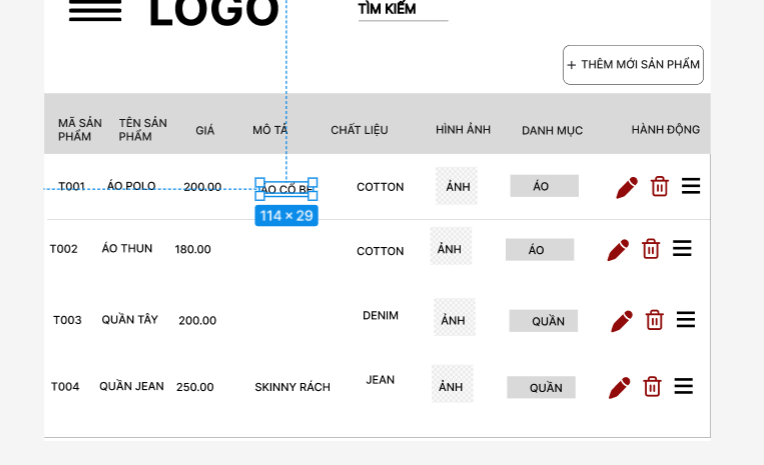 LOGO
TÌM KIẾM
+ THÊM MỚI SẢN PHẨM
MÃ SẢN PHẨM TÊN SẢN PHẨM GIÁ MÔ TẢ CHẤT LIỆU HÌNH ẢNH DANH MỤC HÀNH ĐỘNG
T001 ÁO POLO 200.00 ÁO CỔ BẺ COTTON ẢNH ÁO
114 × 29
T002 ÁO THUN 180.00 COTTON ẢNH ÁO
T003 QUẦN TÂY 200.00 DENIM ẢNH QUẦN
T004 QUẦN JEAN 250.00 SKINNY RÁCH JEAN ẢNH QUẦN